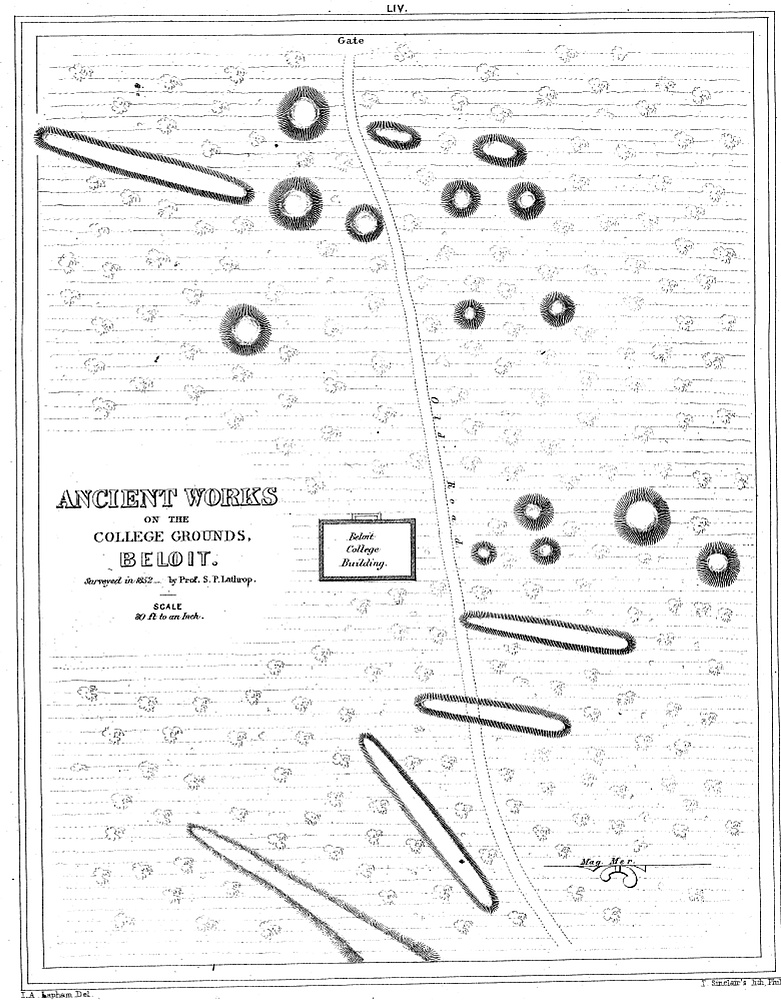 LIV.
Gate
Old Road
ANCIENT WORKS
ON THE
COLLEGE GROUNDS,
BELOIT.
Surveyed in 1852 by Prof. S. P. Lathrop.
SCALE
80 ft to an Inch.
Beloit
College
Building.
Mag. Mer.
I.A. Lapham Del.
T. Sinclair's lith, Phil